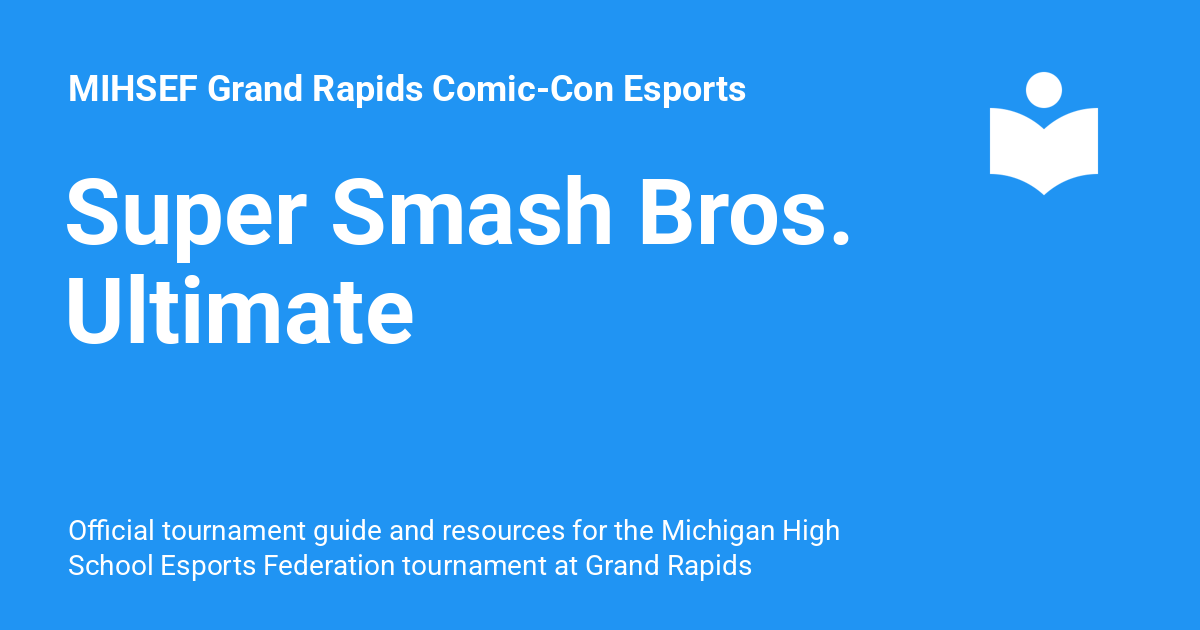 MIHSEF Grand Rapids Comic-Con Esports
Super Smash Bros.
Ultimate
Official tournament guide and resources for the Michigan High
School Esports Federation tournament at Grand Rapids